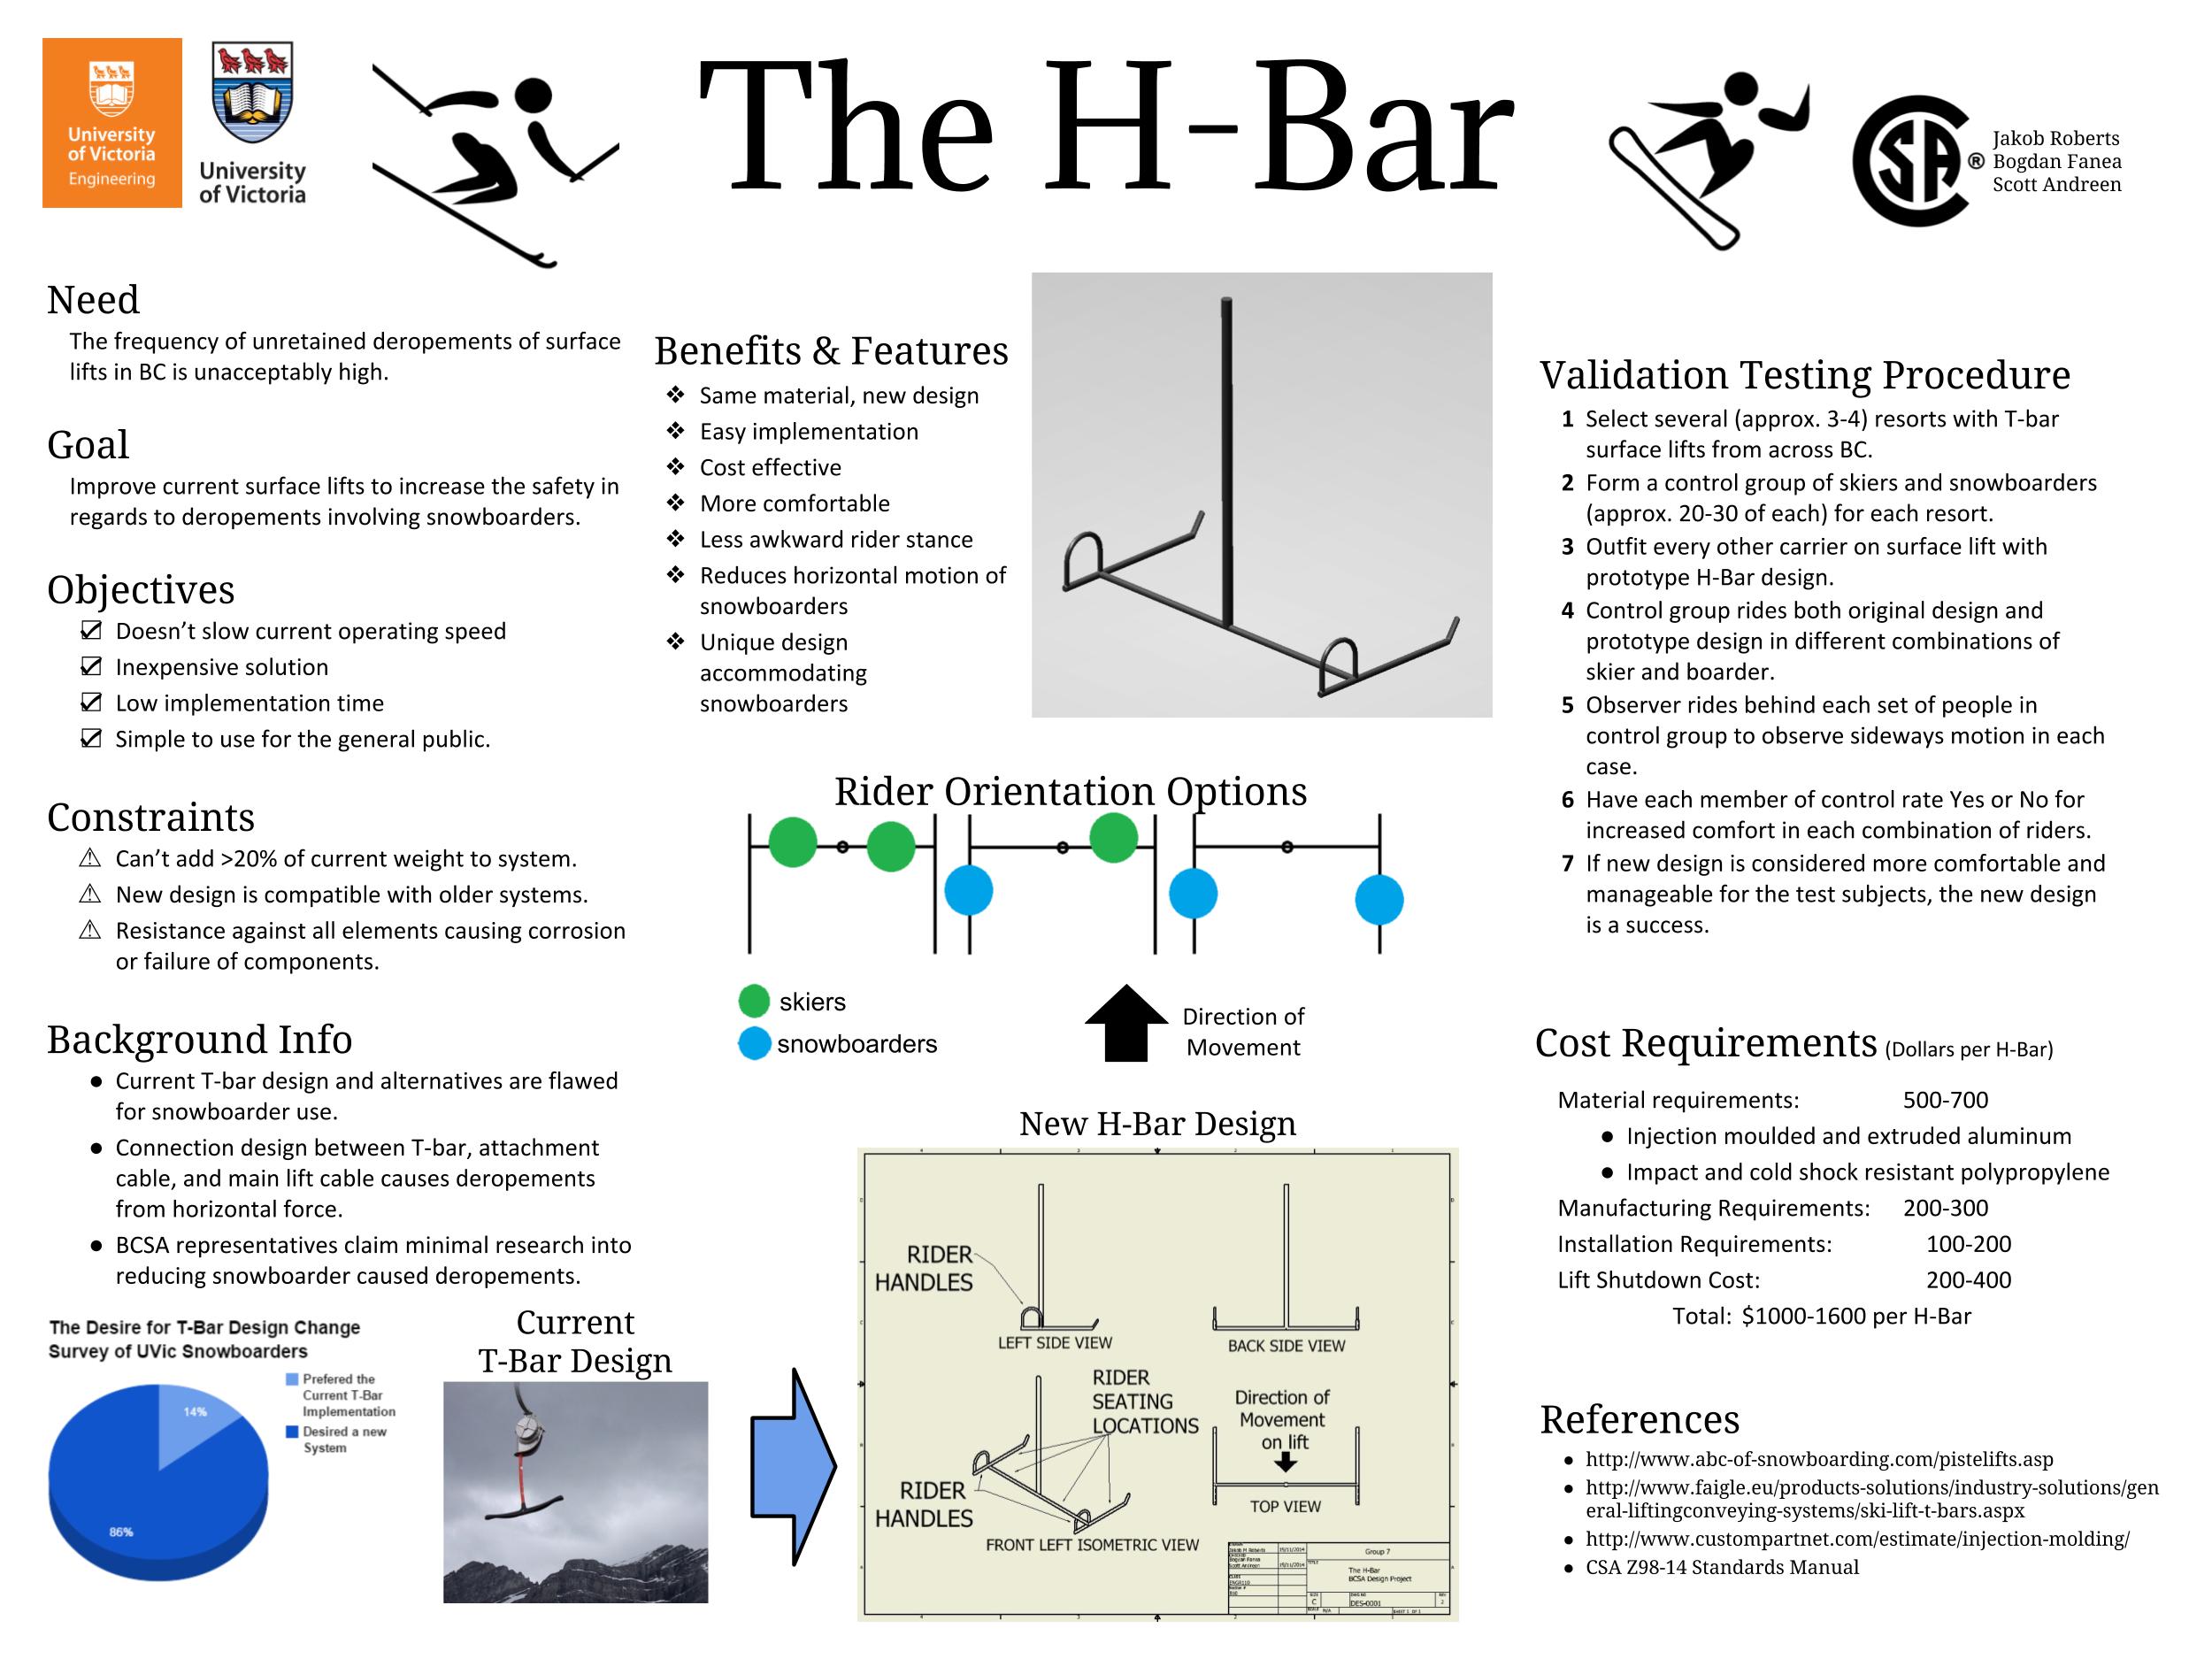 University
of Victoria
Engineering
University
of Victoria
The H-Bar
CSA®
Jakob Roberts
Bogdan Fanea
Scott Andreen
Need
The frequency of unretained deropements of surface
lifts in BC is unacceptably high.
Goal
Improve current surface lifts to increase the safety in
regards to deropements involving snowboarders.
Objectives
Doesn't slow current operating speed
Inexpensive solution
Low implementation time
Simple to use for the general public.
Constraints
Can't add >20% of current weight to system.
New design is compatible with older systems.
Resistance against all elements causing corrosion
or failure of components.
Background Info
● Current T-bar design and alternatives are flawed
for snowboarder use.
● Connection design between T-bar, attachment
cable, and main lift cable causes deropements
from horizontal force.
● BCSA representatives claim minimal research into
reducing snowboarder caused deropements.
The Desire for T-Bar Design Change
Survey of UVic Snowboarders
Prefered the
Current T-Bar
Implementation
Desired a new
System
14%
86%
Current
T-Bar Design
Benefits & Features
❖ Same material, new design
❖ Easy implementation
❖ Cost effective
❖ More comfortable
❖ Less awkward rider stance
❖ Reduces horizontal motion of
snowboarders
❖ Unique design
accommodating
snowboarders
Rider Orientation Options
skiers
snowboarders
Direction of
Movement
New H-Bar Design
RIDER
HANDLES
LEFT SIDE VIEW
BACK SIDE VIEW
RIDER
SEATING
LOCATIONS
Direction of
Movement
on lift
RIDER
HANDLES
TOP VIEW
FRONT LEFT ISOMETRIC VIEW
Group 7
The H-Bar
BCSA Design Project
DES-0001
Validation Testing Procedure
1 Select several (approx. 3-4) resorts with T-bar
surface lifts from across BC.
2 Form a control group of skiers and snowboarders
(approx. 20-30 of each) for each resort.
3 Outfit every other carrier on surface lift with
prototype H-Bar design.
4 Control group rides both original design and
prototype design in different combinations of
skier and boarder.
5 Observer rides behind each set of people in
control group to observe sideways motion in each
case.
6 Have each member of control rate Yes or No for
increased comfort in each combination of riders.
7 If new design is considered more comfortable and
manageable for the test subjects, the new design
is a success.
Cost Requirements (Dollars per H-Bar)
Material requirements: 500-700
● Injection moulded and extruded aluminum
● Impact and cold shock resistant polypropylene
Manufacturing Requirements: 200-300
Installation Requirements: 100-200
Lift Shutdown Cost: 200-400
Total: $1000-1600 per H-Bar
References
● http://www.abc-of-snowboarding.com/pistelifts.asp
● http://www.faigle.eu/products-solutions/industry-solutions/gen
eral-liftingconveying-systems/ski-lift-t-bars.aspx
● http://www.custompartnet.com/estimate/injection-molding/
● CSA Z98-14 Standards Manual